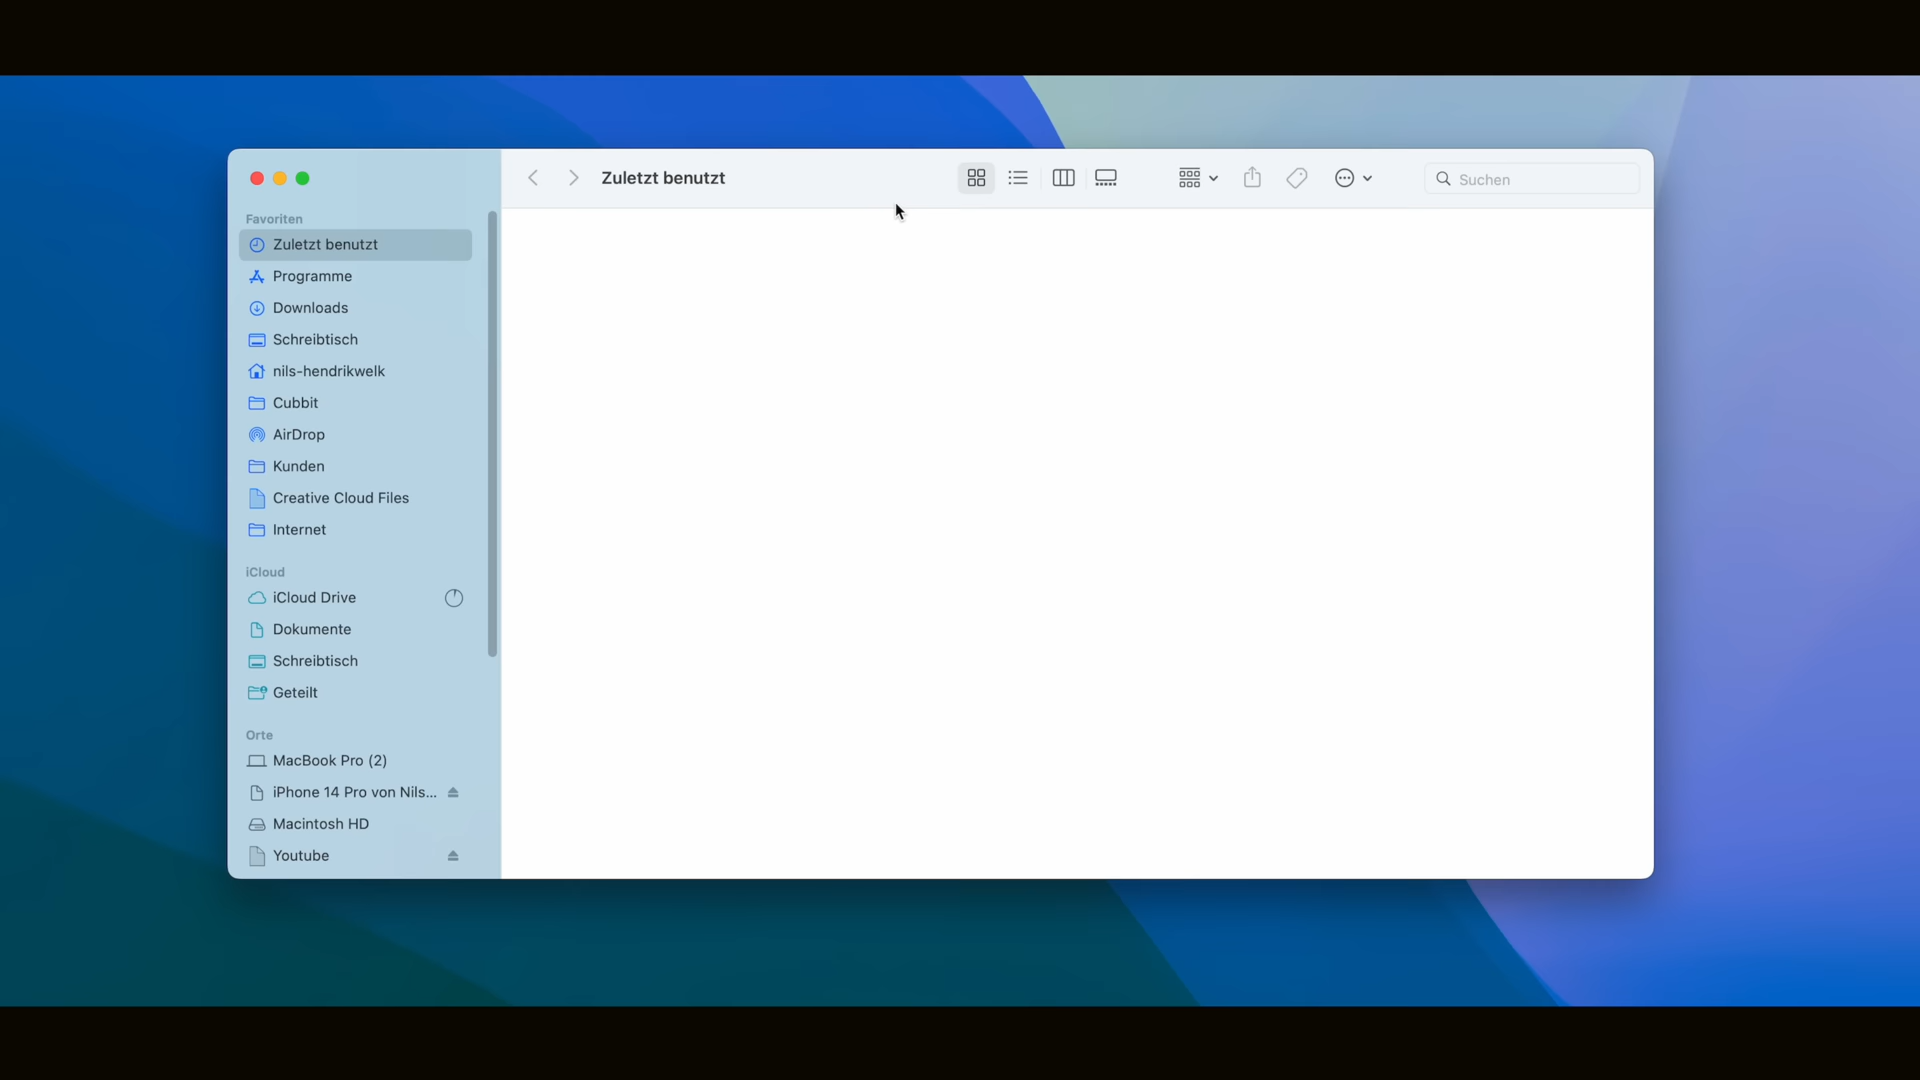 Zuletzt benutzt
Suchen
Favoriten
Zuletzt benutzt
Programme
Downloads
Schreibtisch
nils-hendrikwelk
Cubbit
AirDrop
Kunden
Creative Cloud Files
Internet
iCloud
iCloud Drive
Dokumente
Schreibtisch
Geteilt
Orte
MacBook Pro (2)
iPhone 14 Pro von Nils...
Macintosh HD
Youtube